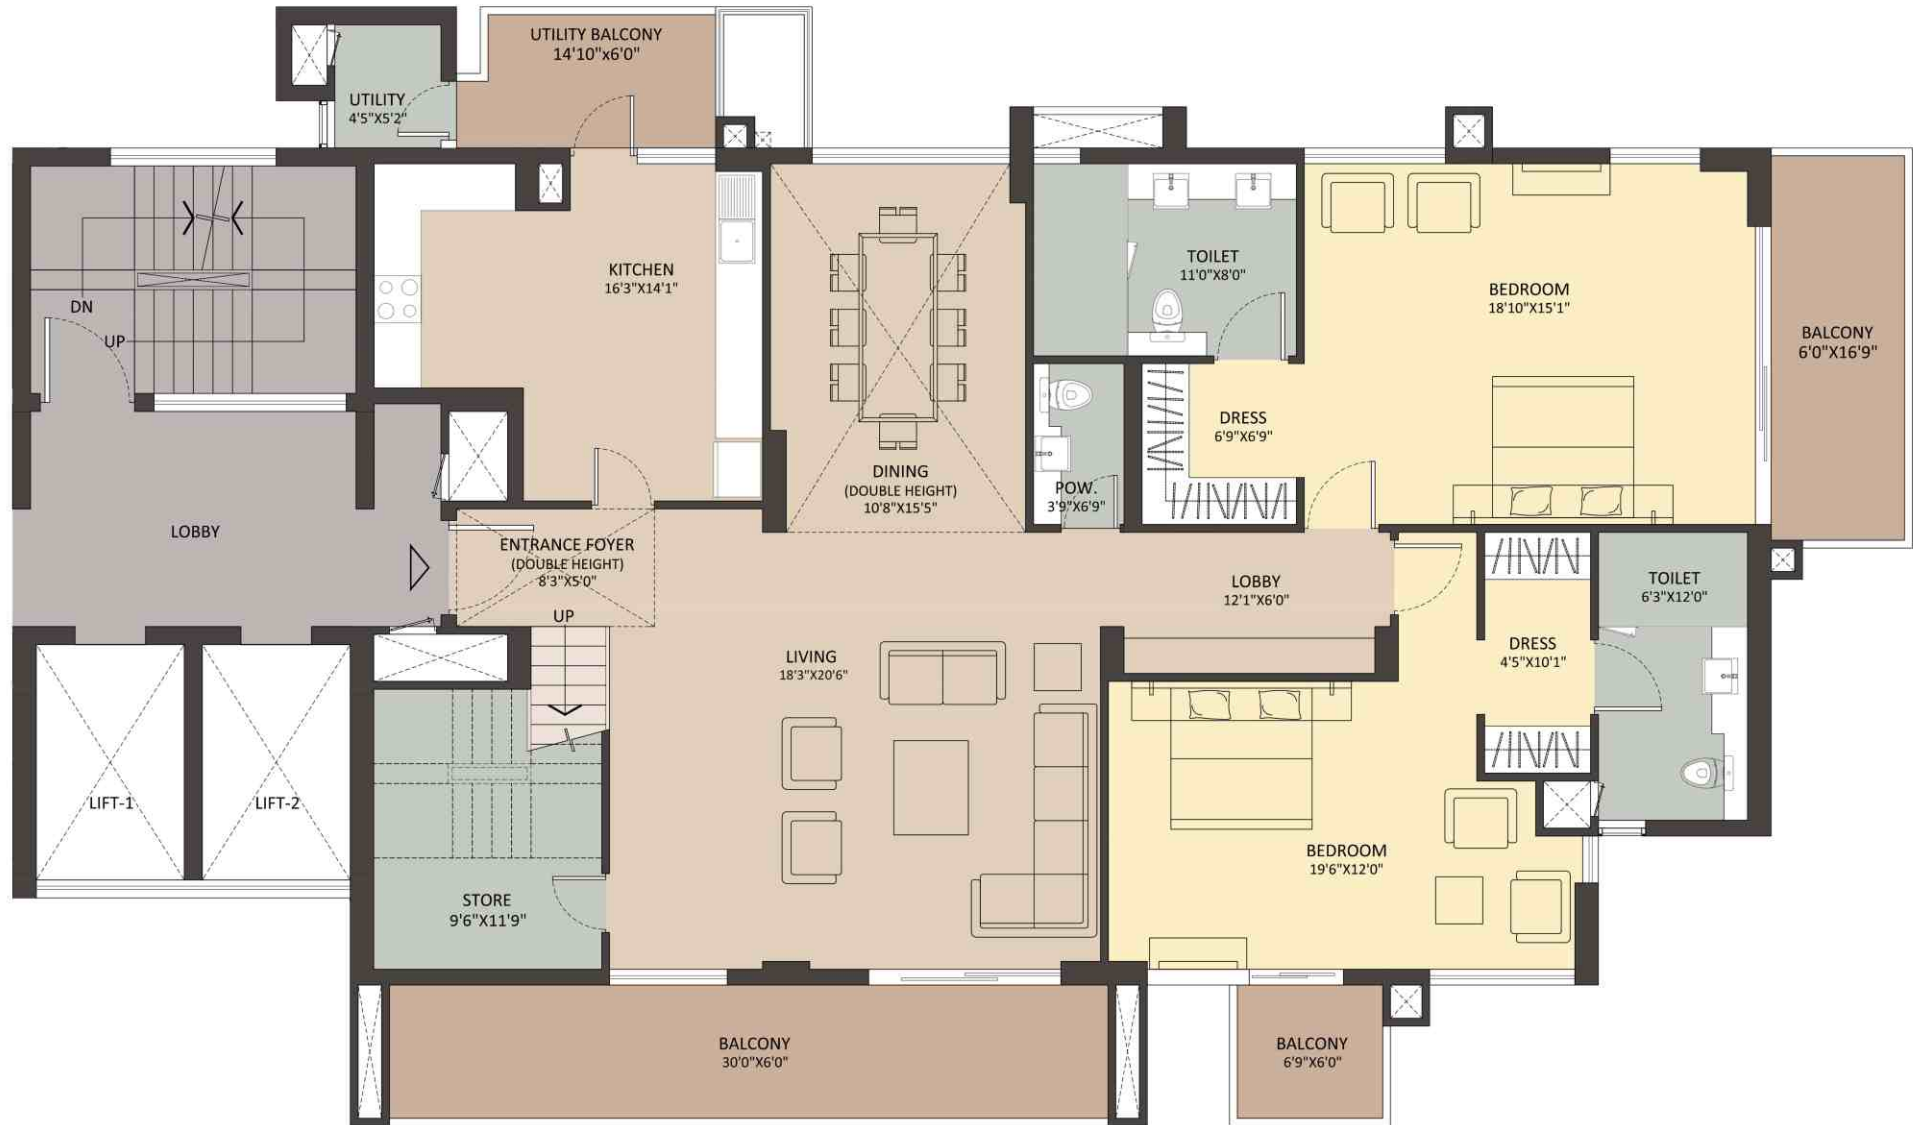 UTILITY BALCONY
14'10"x6'0"
UTILITY
4'5"X5'2"
KITCHEN
16'3"X14'1"
TOILET
11'0"X8'0"
BEDROOM
18'10"X15'1"
BALCONY
6'0"X16'9"
DN
UP
DRESS
6'9"X6'9"
DINING
(DOUBLE HEIGHT)
10'8"X15'5"
POW.
3'9"X6'9"
LOBBY
ENTRANCE FOYER
(DOUBLE HEIGHT)
8'3"X5'0"
UP
LOBBY
12'1"X6'0"
TOILET
6'3"X12'0"
DRESS
4'5"X10'1"
LIVING
18'3"X20'6"
LIFT-1
LIFT-2
BEDROOM
19'6"X12'0"
STORE
9'6"X11'9"
BALCONY
30'0"X6'0"
BALCONY
6'9"X6'0"